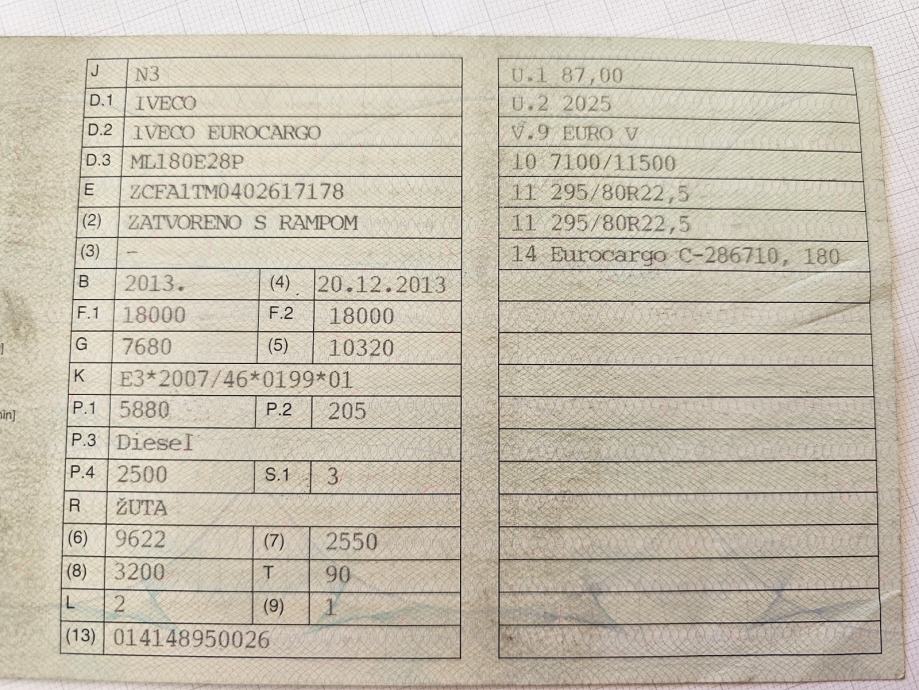 J N3
D.1 IVECO
D.2 IVECO EUROCARGO
D.3 ML180E28P
E ZCFA1TM0402617178
(2) ZATVORENO S RAMPOM
(3) –
B 2013. (4) 20.12.2013
F.1 18000 F.2 18000
G 7680 (5) 10320
K E3*2007/46*0199*01
P.1 5880 P.2 205
P.3 Diesel
P.4 2500 S.1 3
R ŽUTA
(6) 9622 (7) 2550
(8) 3200 T 90
L 2 (9) 1
(13) 014148950026
U.1 87,00
U.2 2025
V.9 EURO V
10 7100/11500
11 295/80R22,5
11 295/80R22,5
14 Eurocargo C-286710, 180